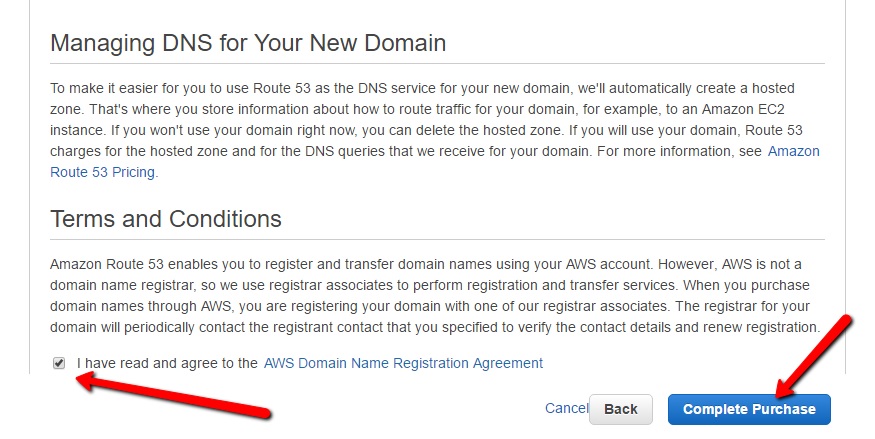 Managing DNS for Your New Domain
To make it easier for you to use Route 53 as the DNS service for your new domain, we'll automatically create a hosted
zone. That's where you store information about how to route traffic for your domain, for example, to an Amazon EC2
instance. If you won't use your domain right now, you can delete the hosted zone. If you will use your domain, Route 53
charges for the hosted zone and for the DNS queries that we receive for your domain. For more information, see Amazon
Route 53 Pricing.
Terms and Conditions
Amazon Route 53 enables you to register and transfer domain names using your AWS account. However, AWS is not a
domain name registrar, so we use registrar associates to perform registration and transfer services. When you purchase
domain names through AWS, you are registering your domain with one of our registrar associates. The registrar for your
domain will periodically contact the registrant contact that you specified to verify the contact details and renew registration.
I have read and agree to the AWS Domain Name Registration Agreement
Cancel Back Complete Purchase